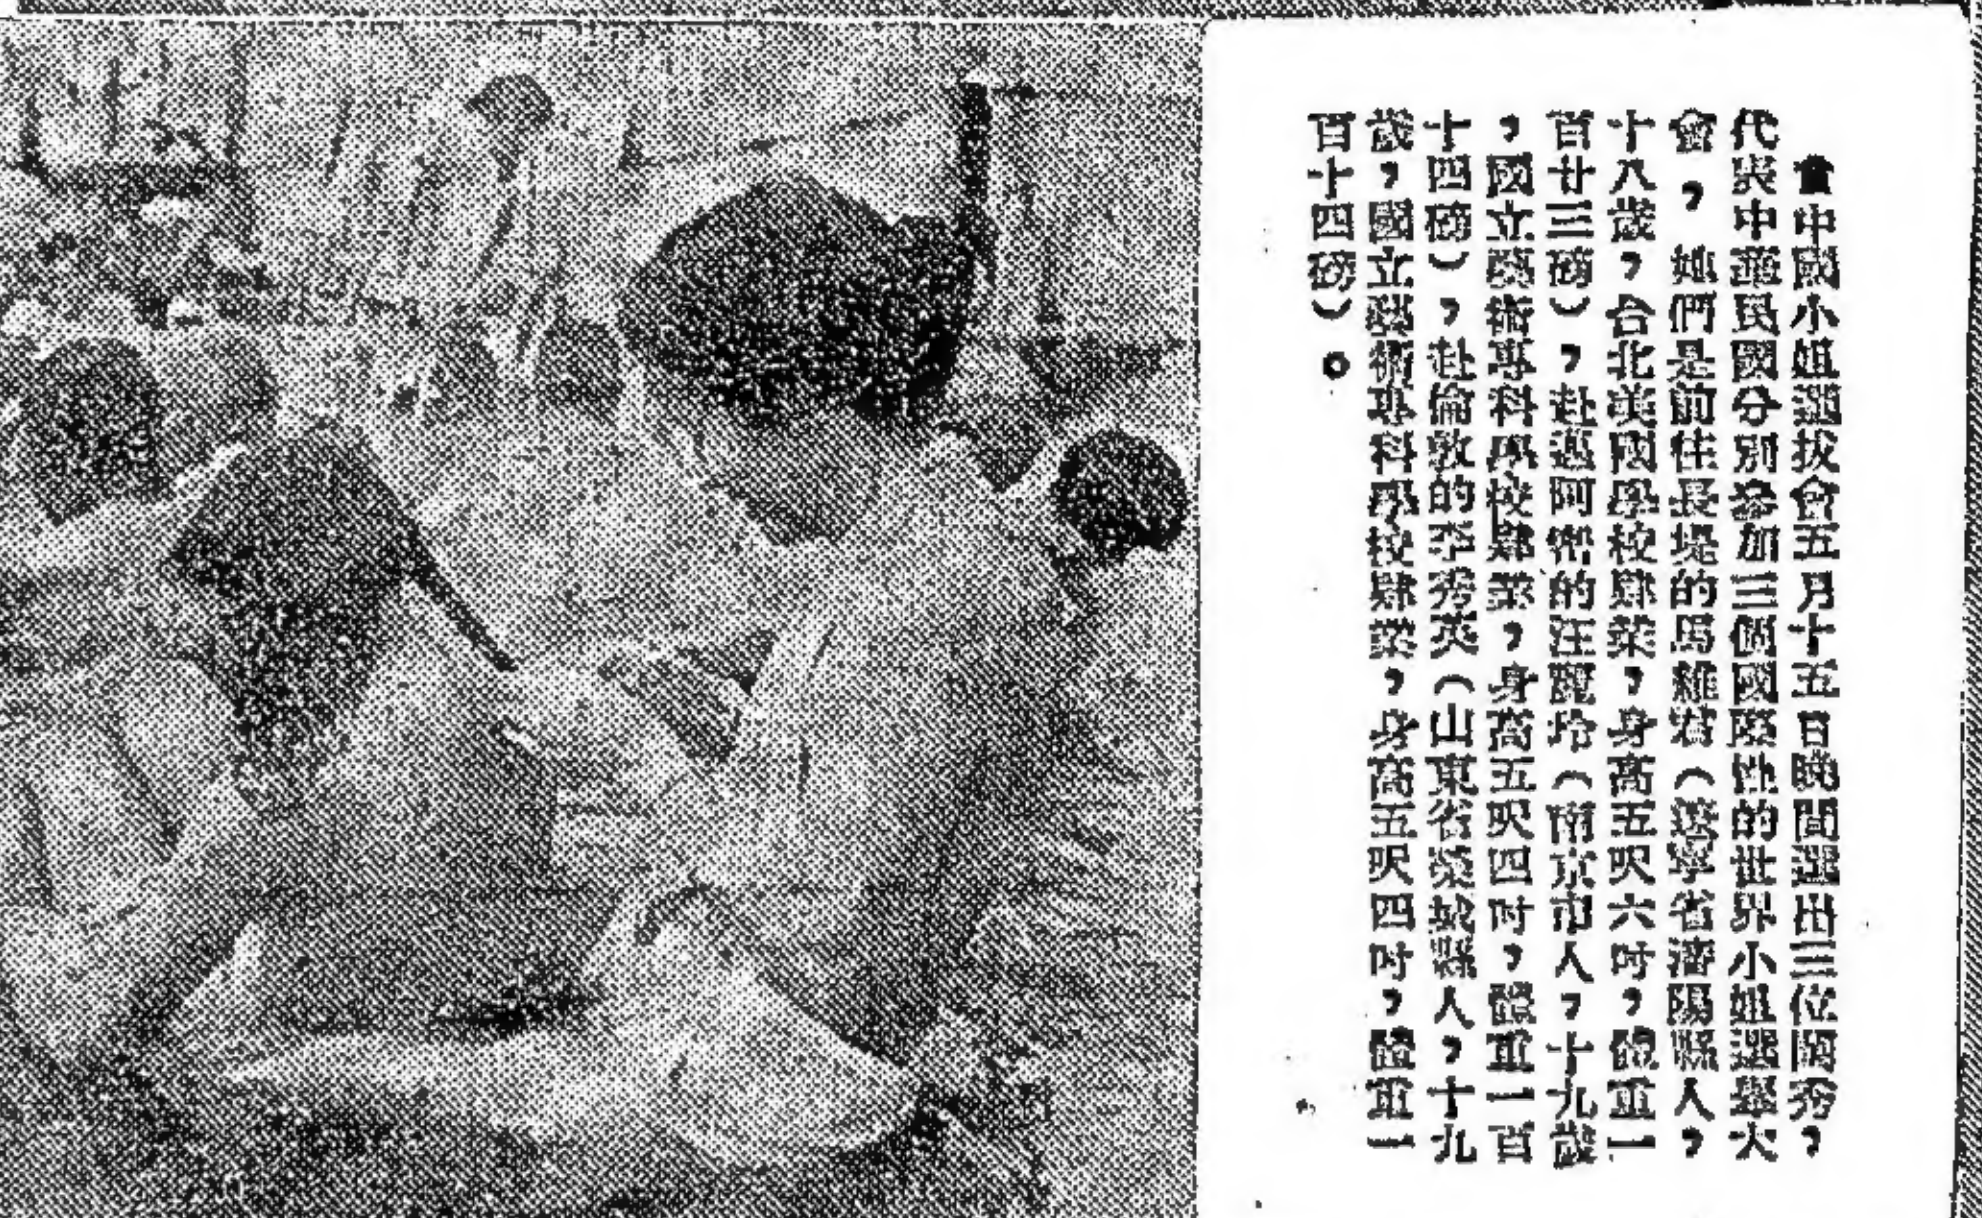 中國小姐選拔會五月十五日晚間選出三位閨秀，
代表中華民國分別參加三個國際性的世界小姐選舉大
會，她們是前往長堤的馬維君（遼寧省瀋陽縣人，
十八歲，台北美國學校肄業，身高五呎六吋，體重一
百廿三磅），赴邁阿密的汪麗玲（南京市人，十九歲
，國立藝術專科學校肄業，身高五呎四吋，體重一百
十四磅），赴倫敦的李秀英（山東省榮城縣人，十九
歲，國立藝術專科學校肄業，身高五呎四吋，體重一
百十四磅）。